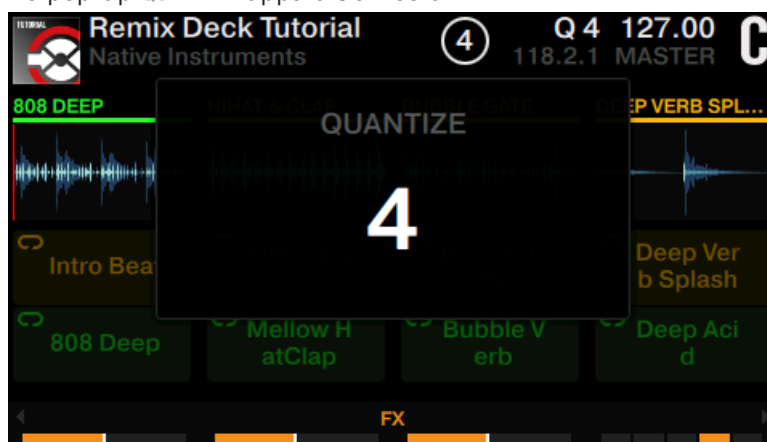 TUTORIAL
Remix Deck Tutorial
Native Instruments
4
Q 4 127.00
118.2.1 MASTER
C
808 DEEP
HIHAT & CLAP
BUBBLE GATE
DEEP VERB SPL...
QUANTIZE
4
C
Intro Bea
Deep Ver
b Splash
C
808 Deep
Mellow H
atClap
Bubble V
erb
Deep Aci
d
FX